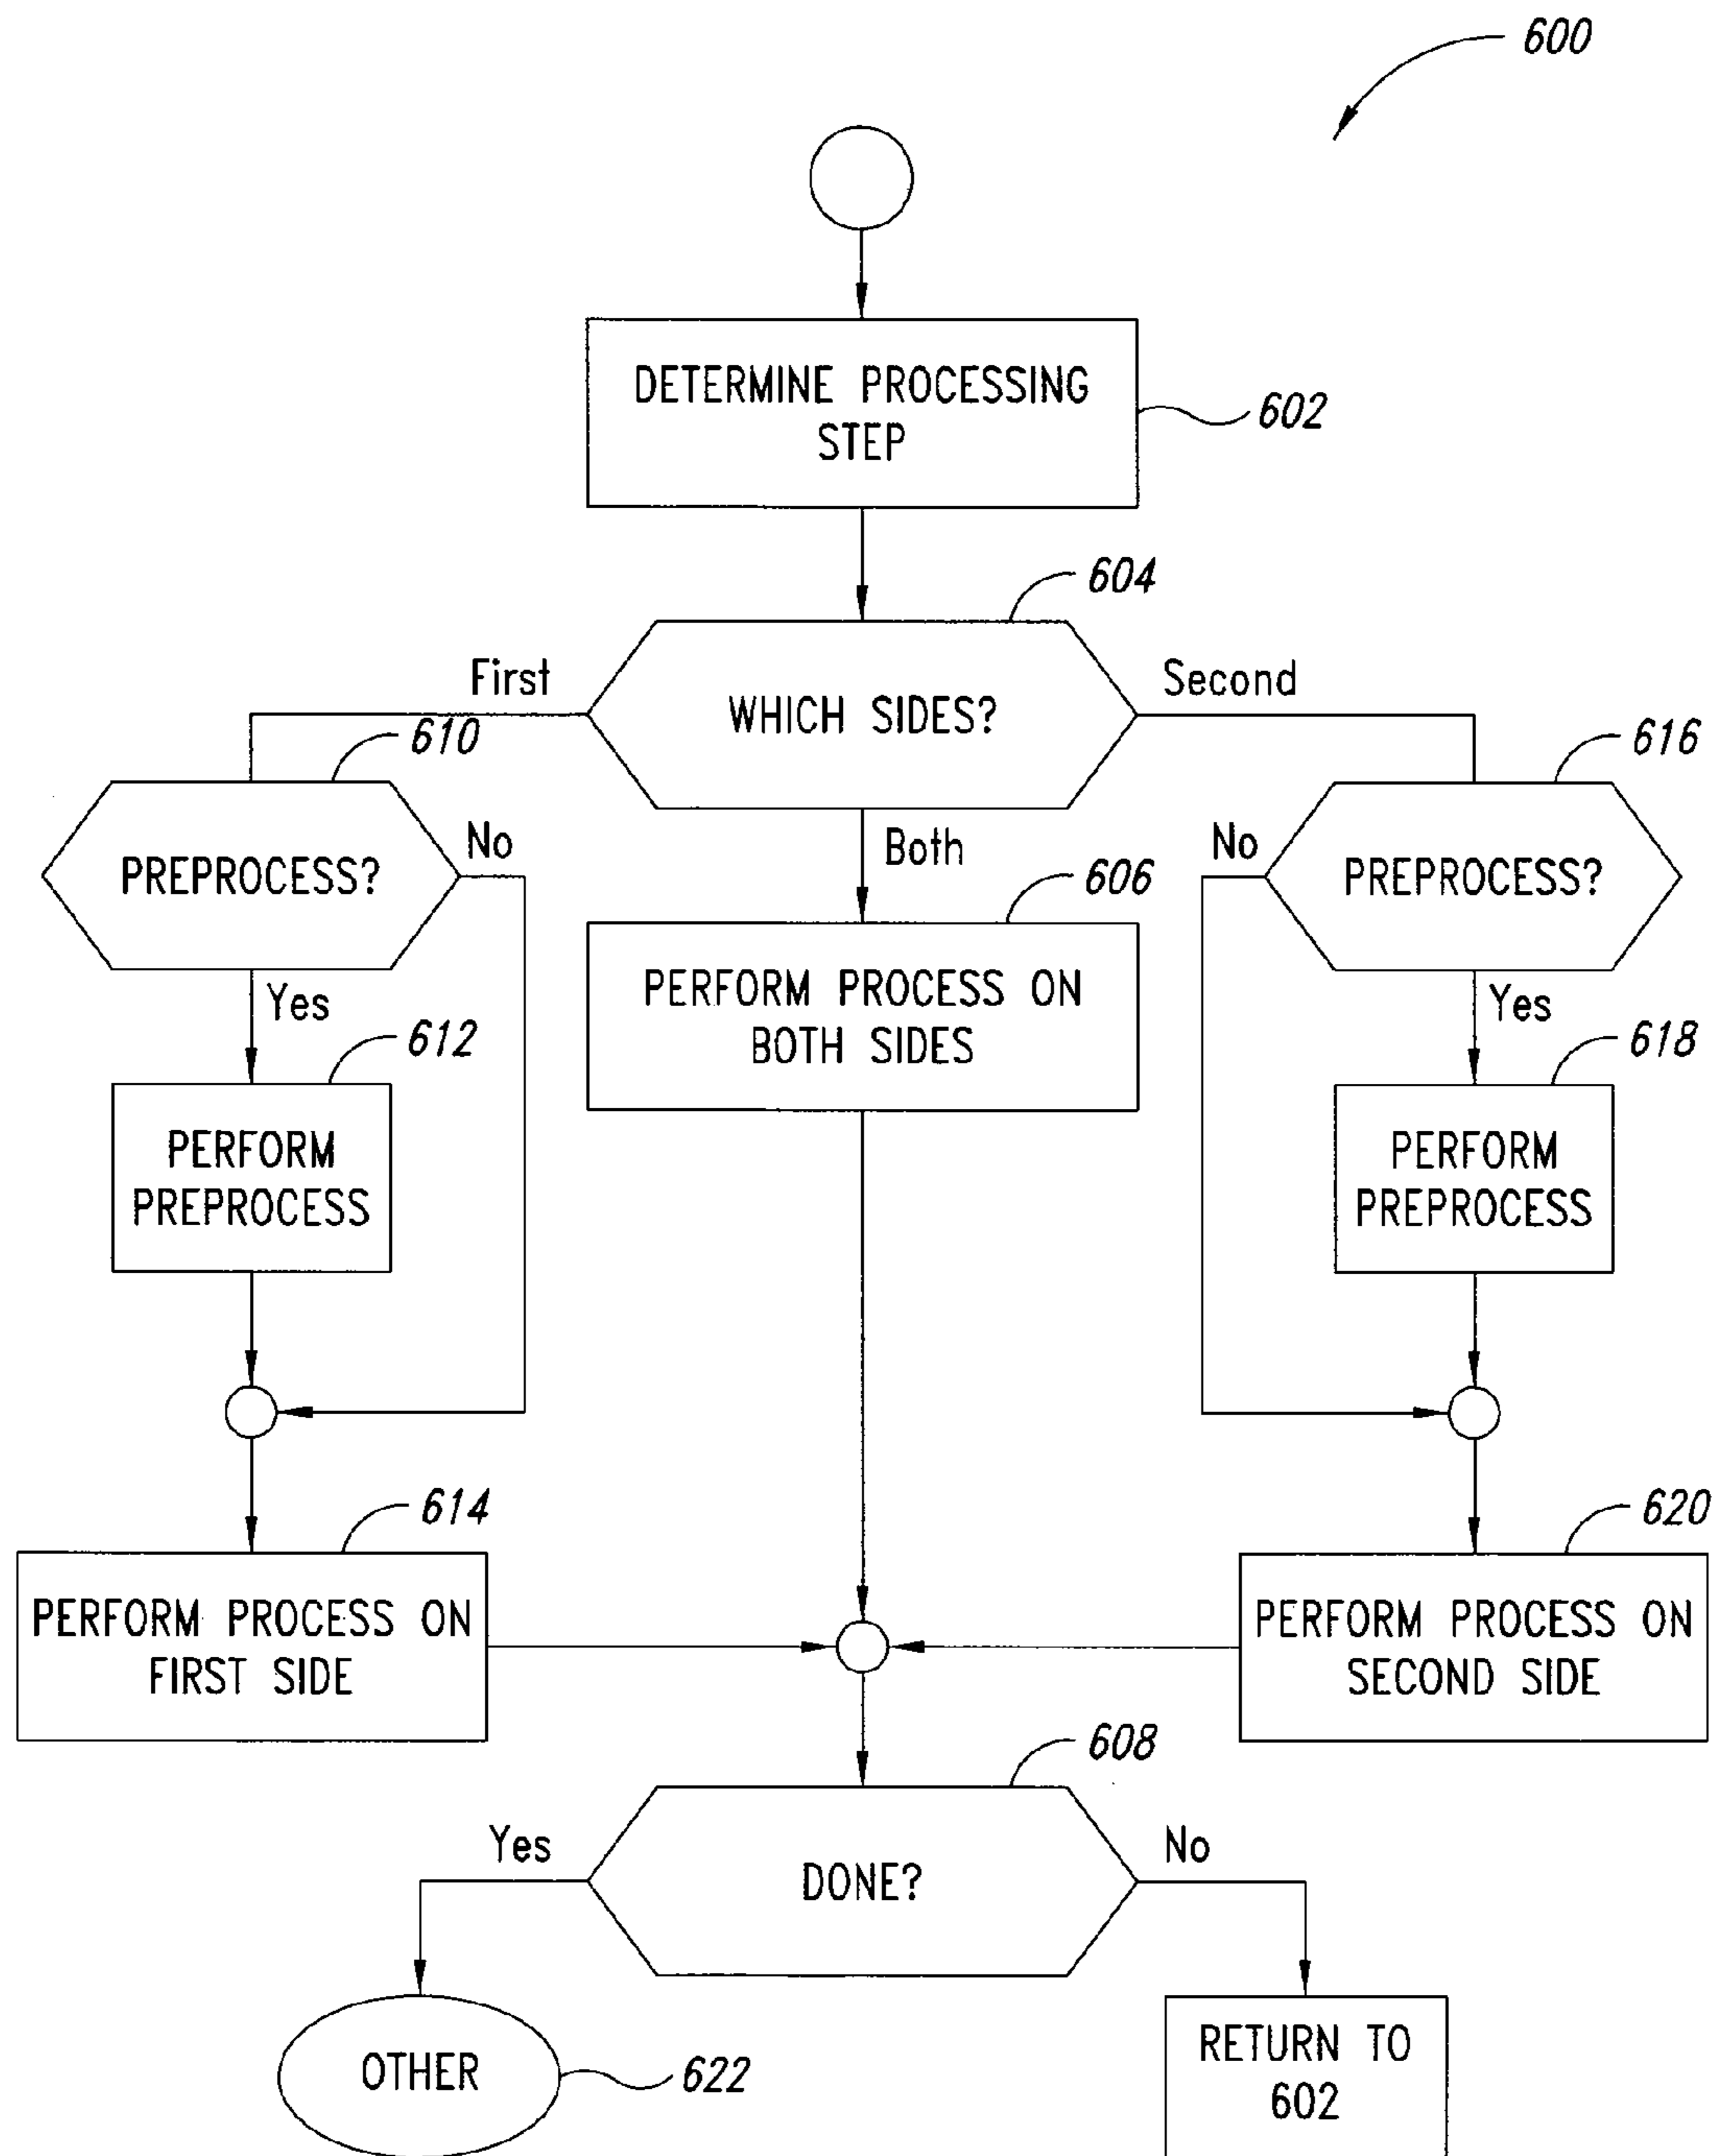 600
DETERMINE PROCESSING
STEP
602
604
First
WHICH SIDES?
Second
610
616
PREPROCESS?
No
Both
No
PREPROCESS?
606
Yes
PERFORM PROCESS ON
BOTH SIDES
Yes
612
618
PERFORM
PREPROCESS
PERFORM
PREPROCESS
614
620
PERFORM PROCESS ON
FIRST SIDE
PERFORM PROCESS ON
SECOND SIDE
608
Yes
DONE?
No
OTHER
622
RETURN TO
602